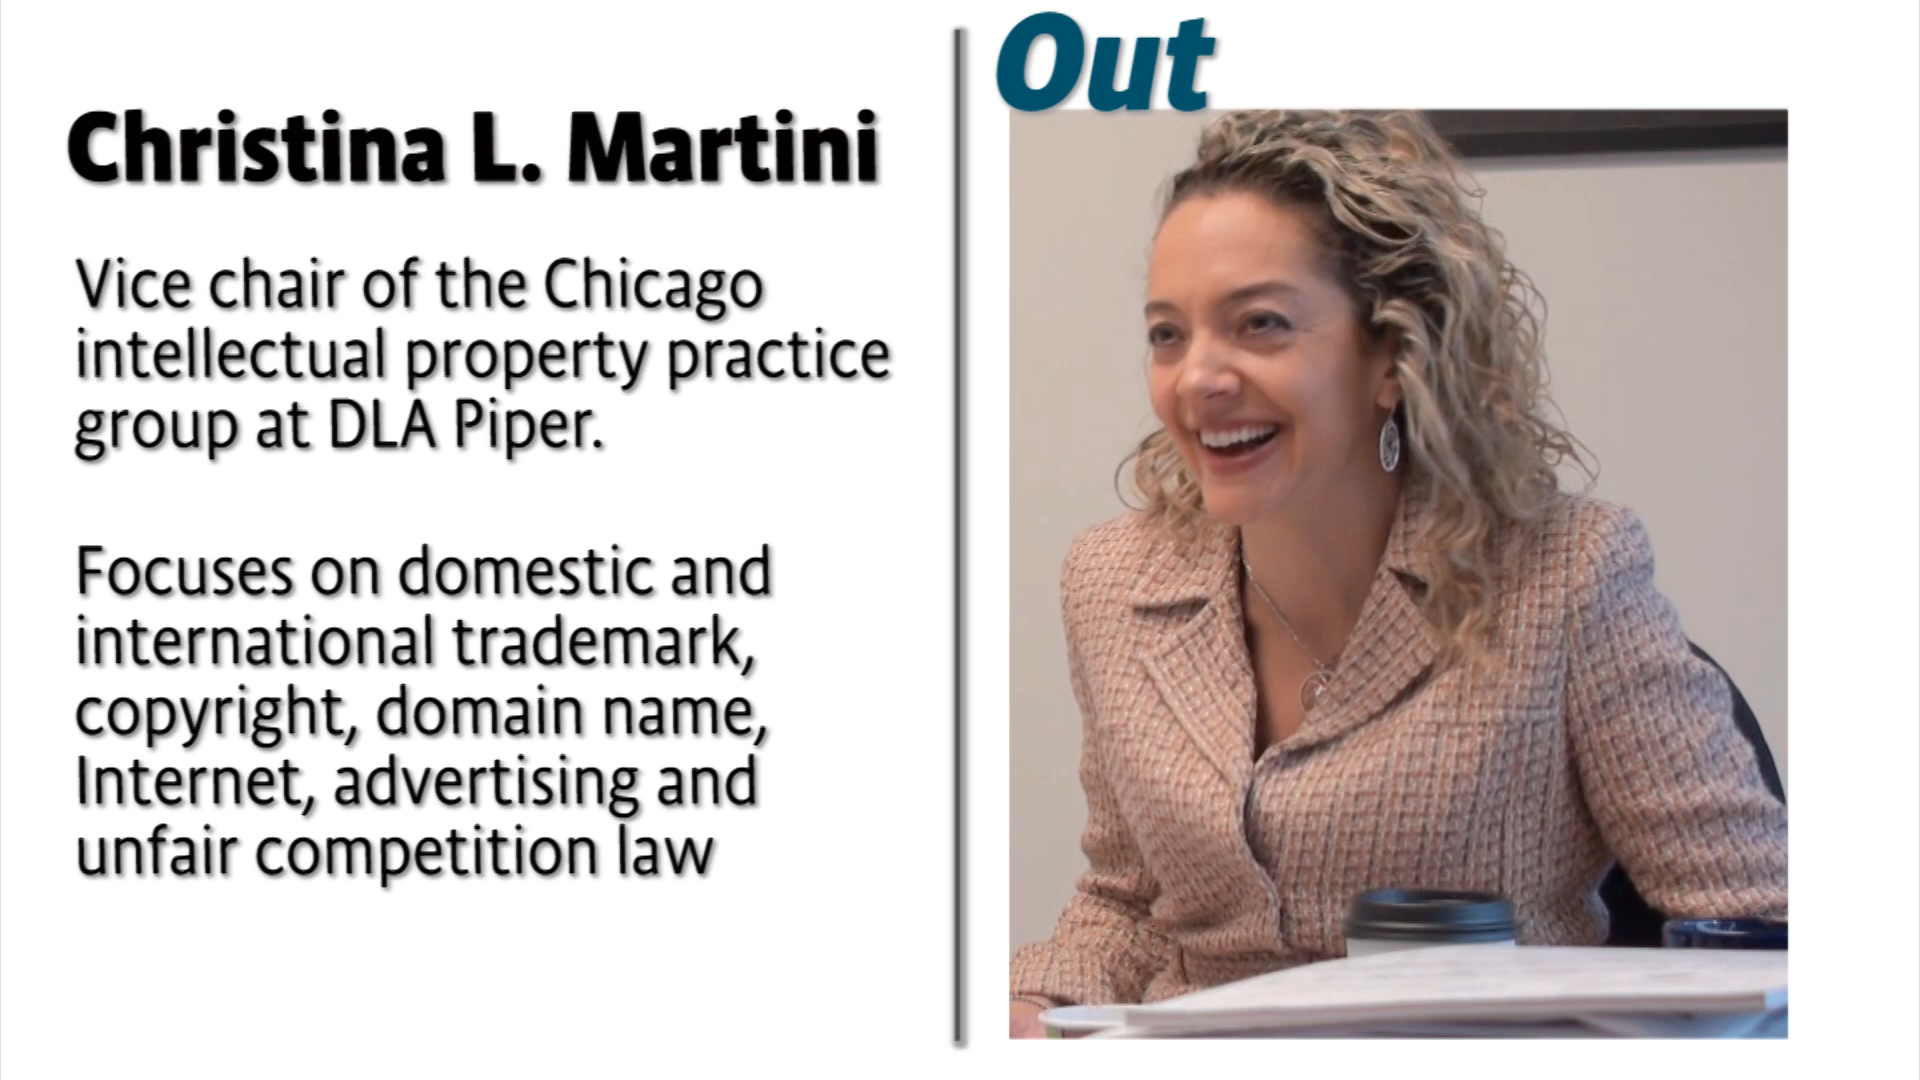 Christina L. Martini
Vice chair of the Chicago
intellectual property practice
group at DLA Piper.
Focuses on domestic and
international trademark,
copyright, domain name,
Internet, advertising and
unfair competition law
Out